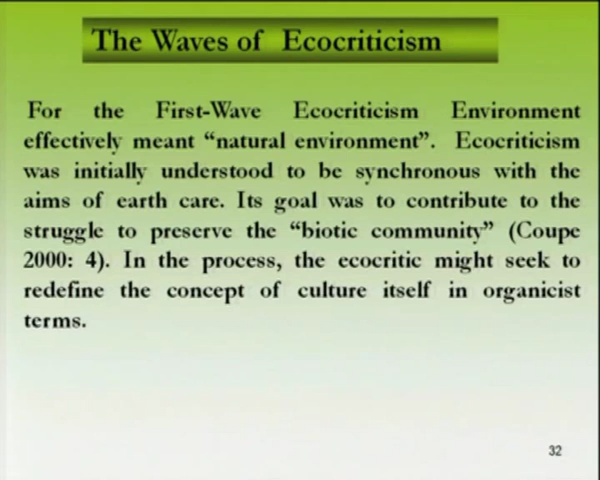 The Waves of Ecocriticism
For the First-Wave Ecocriticism Environment
effectively meant “natural environment”. Ecocriticism
was initially understood to be synchronous with the
aims of earth care. Its goal was to contribute to the
struggle to preserve the “biotic community” (Coupe
2000: 4). In the process, the ecocritic might seek to
redefine the concept of culture itself in organicist
terms.
32